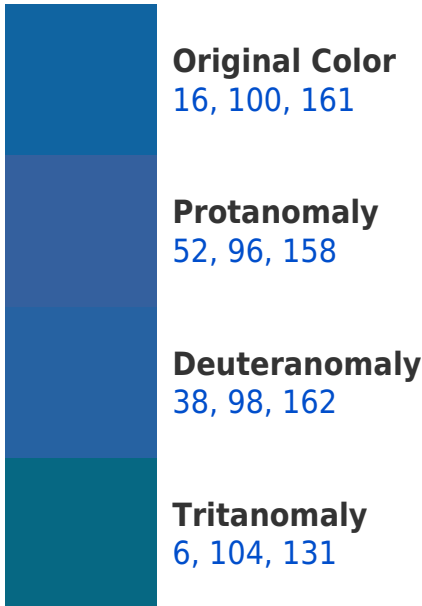 Original Color
16, 100, 161
Protanomaly
52, 96, 158
Deuteranomaly
38, 98, 162
Tritanomaly
6, 104, 131